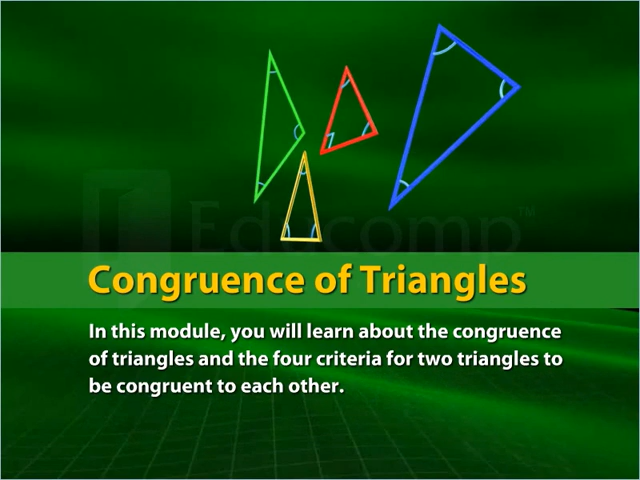 Educomp™
Congruence of Triangles
In this module, you will learn about the congruence
of triangles and the four criteria for two triangles to
be congruent to each other.